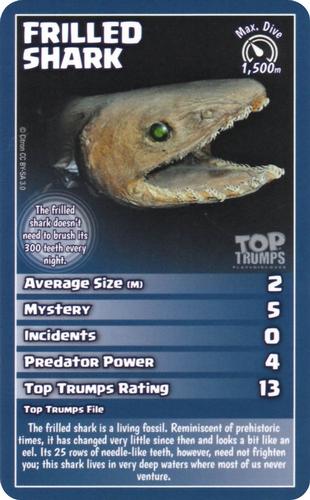 FRILLED
SHARK
Max. Dive
1,500m
© Citron CC BY-SA 3.0
The frilled
shark doesn't
need to brush its
300 teeth every
night.
TOP
TRUMPS
Average Size (M) 2
Mystery 5
Incidents 0
Predator Power 4
Top Trumps Rating 13
Top Trumps File
The frilled shark is a living fossil. Reminiscent of prehistoric
times, it has changed very little since then and looks a bit like an
eel. Its 25 rows of needle-like teeth, however, need not frighten
you; this shark lives in very deep waters where most of us never
venture.